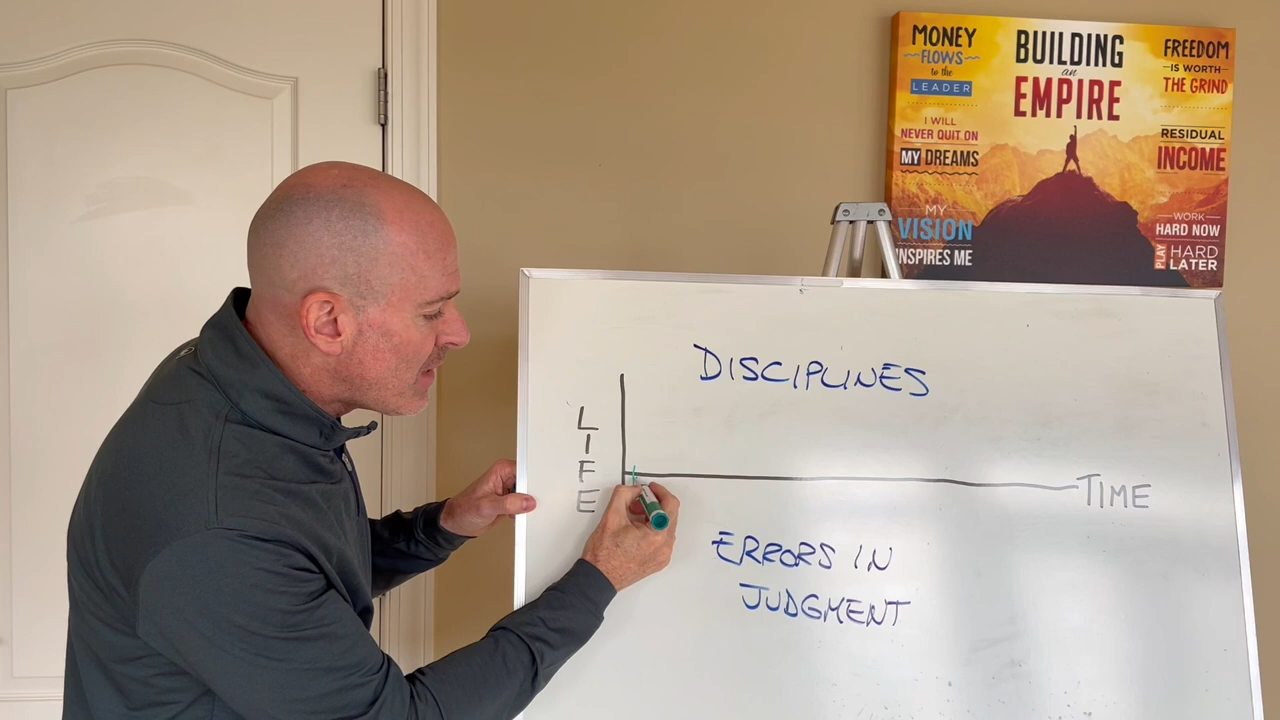 MONEY
FLOWS
to the
LEADER
I WILL
NEVER QUIT ON
MY DREAMS
MY
VISION
INSPIRES ME
BUILDING
an
EMPIRE
FREEDOM
IS WORTH
THE GRIND
RESIDUAL
INCOME
WORK
HARD NOW
PLAY HARD
LATER
DISCIPLINES
LIFE
TIME
ERRORS IN
JUDGMENT